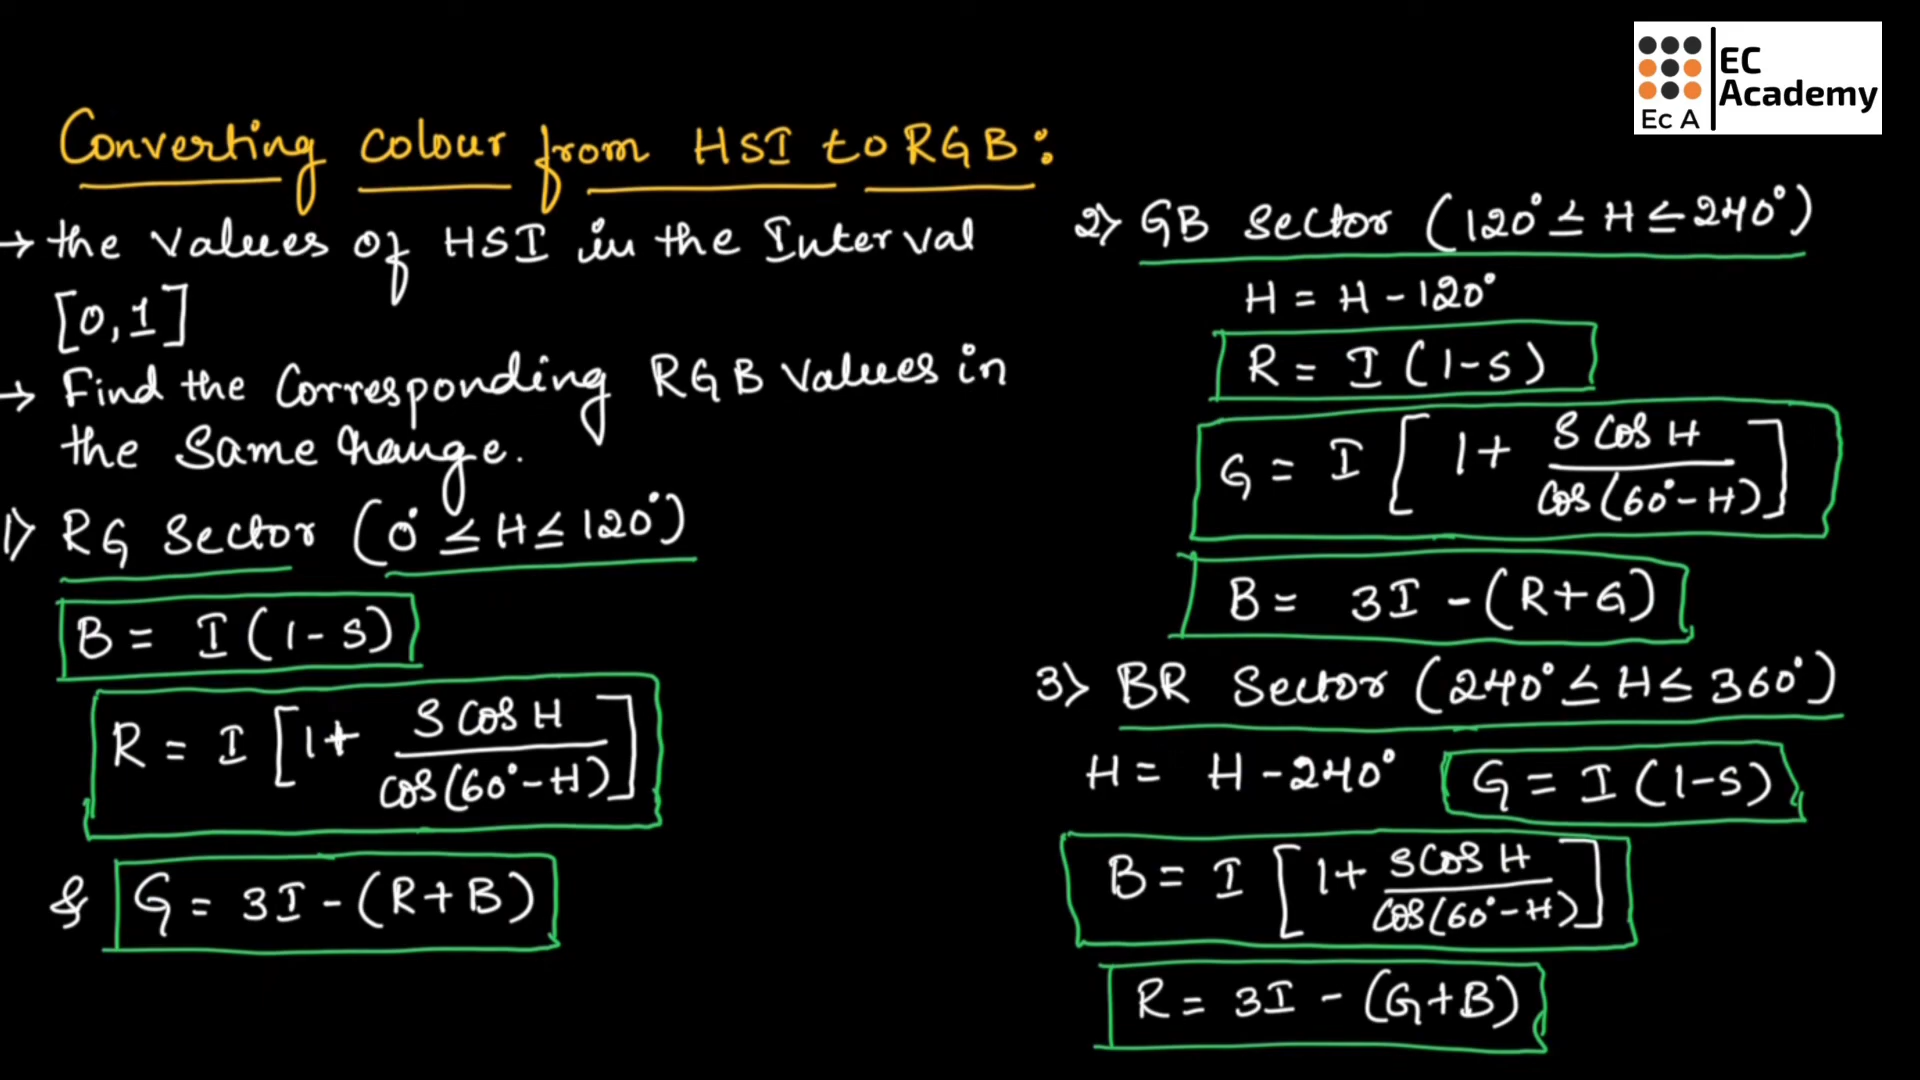 EC
Academy
Ec A
Converting colour from HSI to RGB:
→ the values of HSI in the Interval
[0,1]
→ Find the Corresponding RGB values in
the Same range.
1) RG Sector (0° ≤ H ≤ 120°)
B = I(1-S)
R = I [1+ S cos H / cos(60°-H)]
& G = 3I-(R+B)
2) GB Sector (120° ≤ H ≤ 240°)
H = H - 120°
R = I(1-S)
G = I [1+ S cos H / cos(60°-H)]
B = 3I-(R+G)
3) BR Sector (240° ≤ H ≤ 360°)
H = H-240° G = I(1-S)
B = I [1+ S cos H / cos(60°-H)]
R = 3I - (G+B)